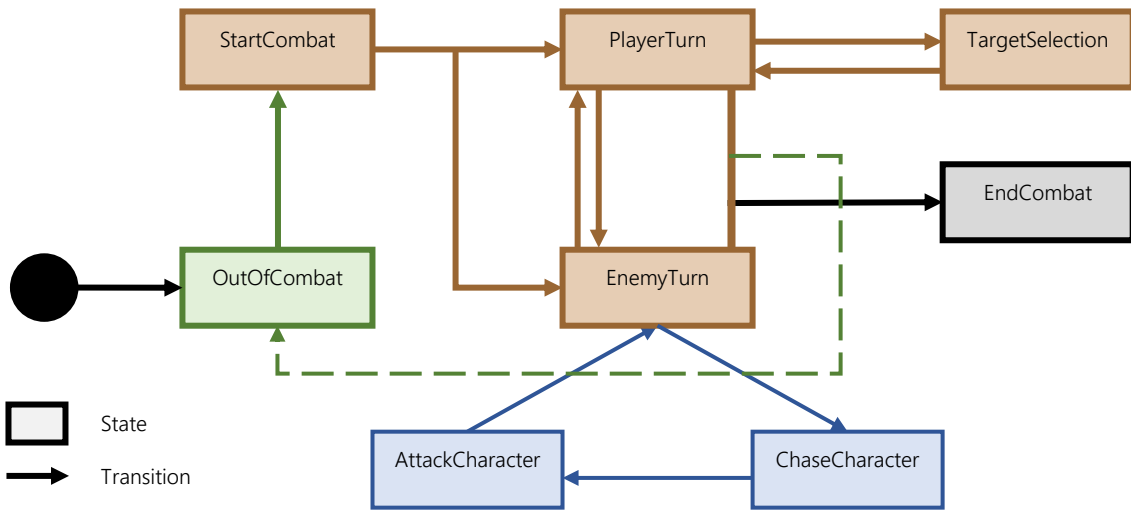 StartCombat
PlayerTurn
TargetSelection
EndCombat
OutOfCombat
EnemyTurn
State
AttackCharacter
ChaseCharacter
Transition